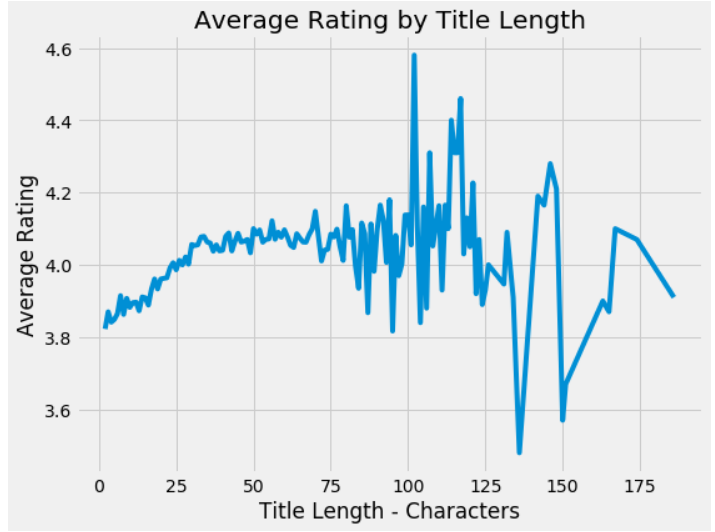 Average Rating by Title Length
4.6
4.4
4.2
4.0
3.8
3.6
Average Rating
0 25 50 75 100 125 150 175
Title Length - Characters